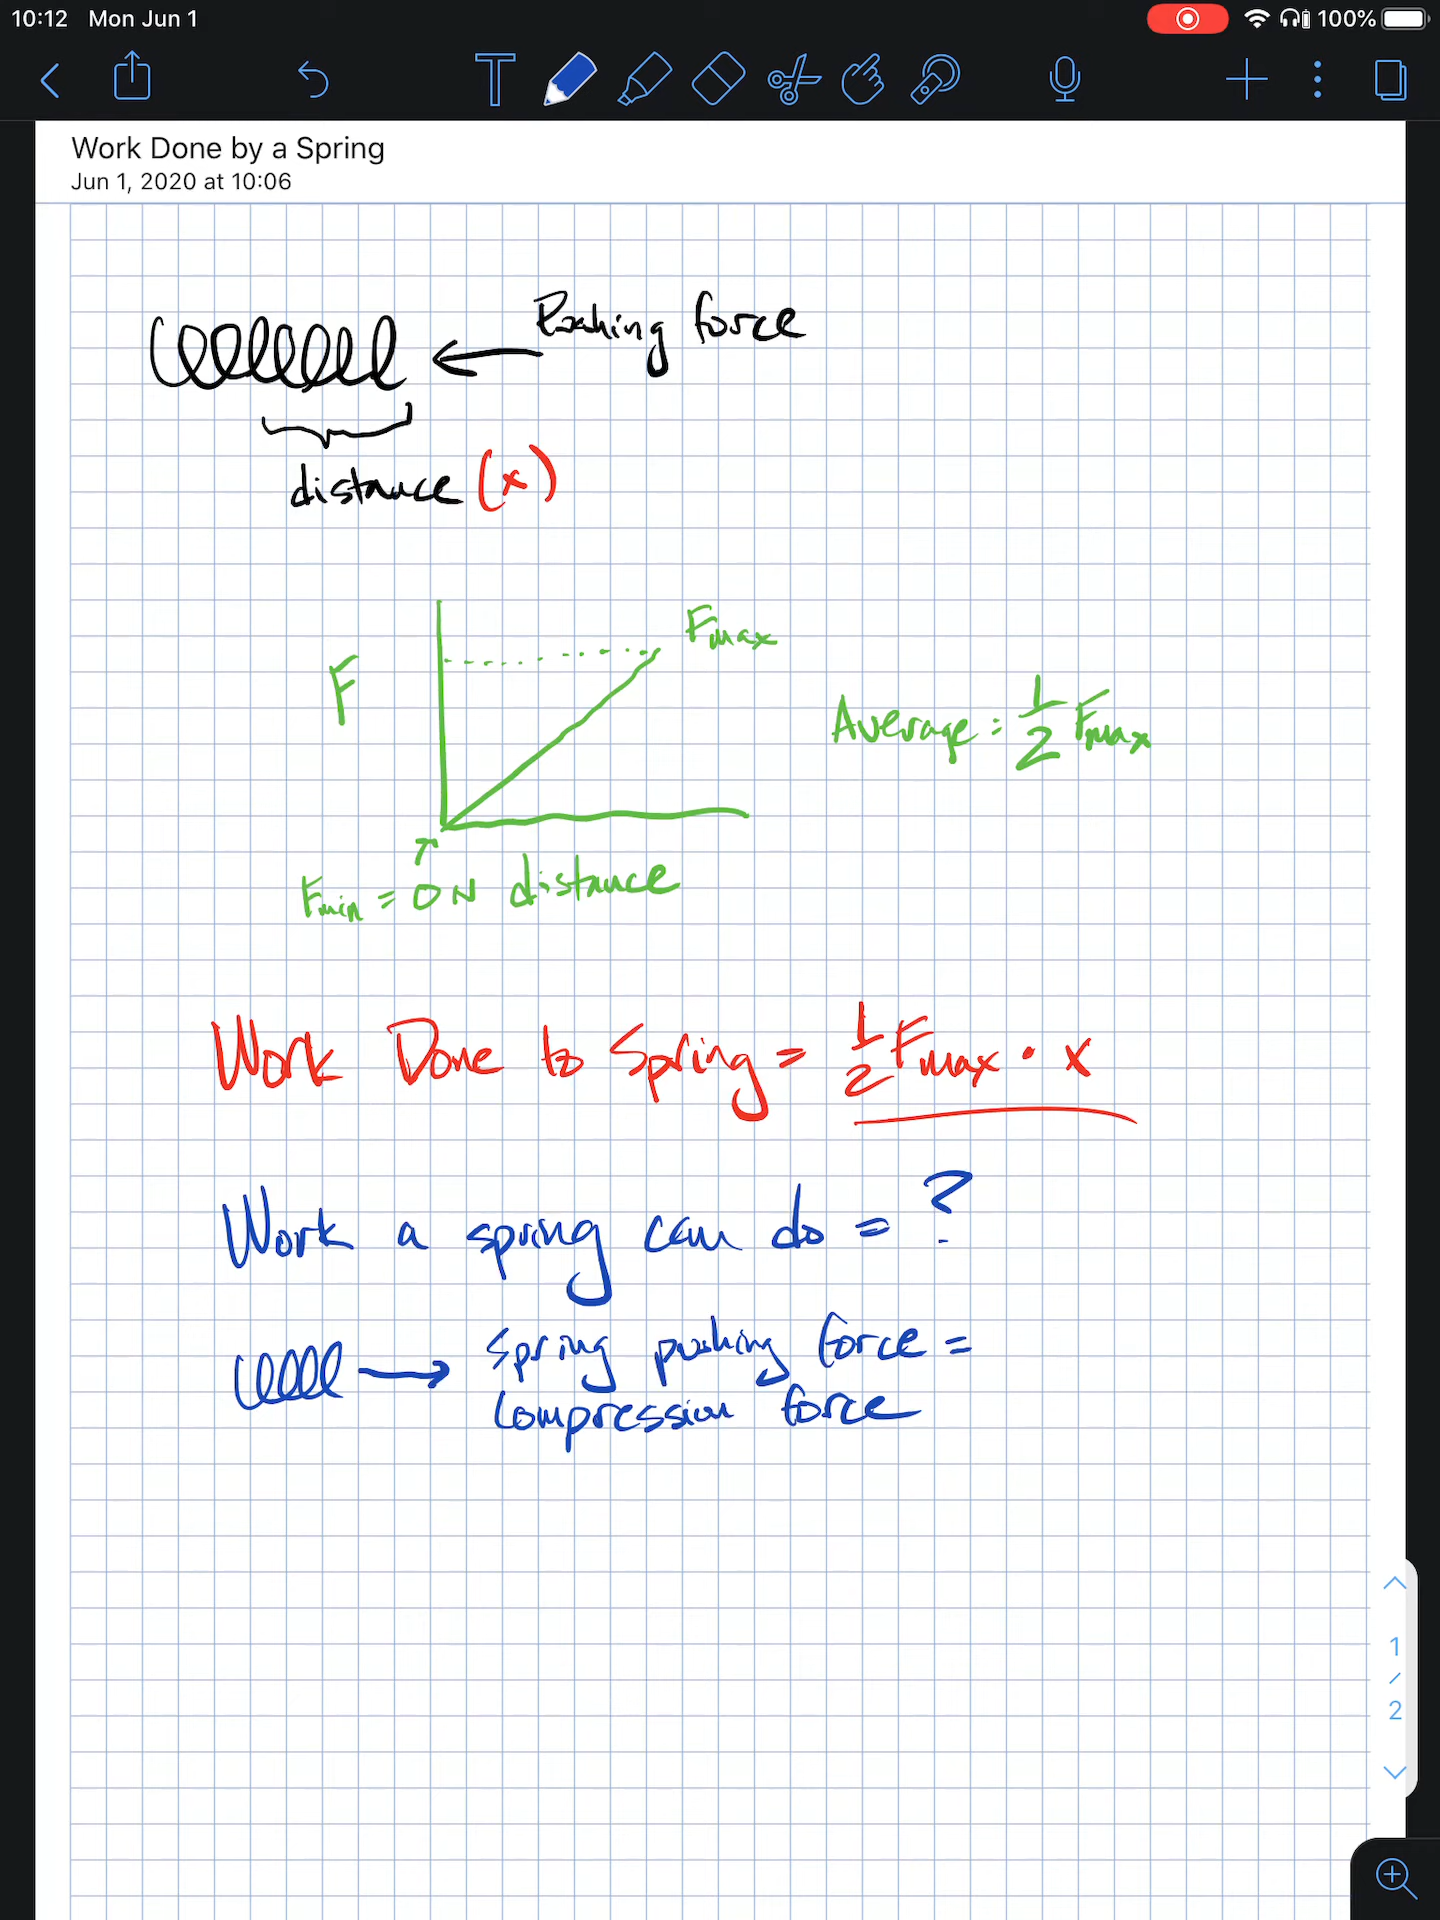 10:12 Mon Jun 1
100%
T
Work Done by a Spring
Jun 1, 2020 at 10:06
Pushing force
distance (x)
Fmax
F
Average = 1/2 Fmax
Fmin = 0 N distance
Work Done to Spring = 1/2 Fmax · x
Work a spring can do = ?
spring pushing force =
compression force
1
/
2